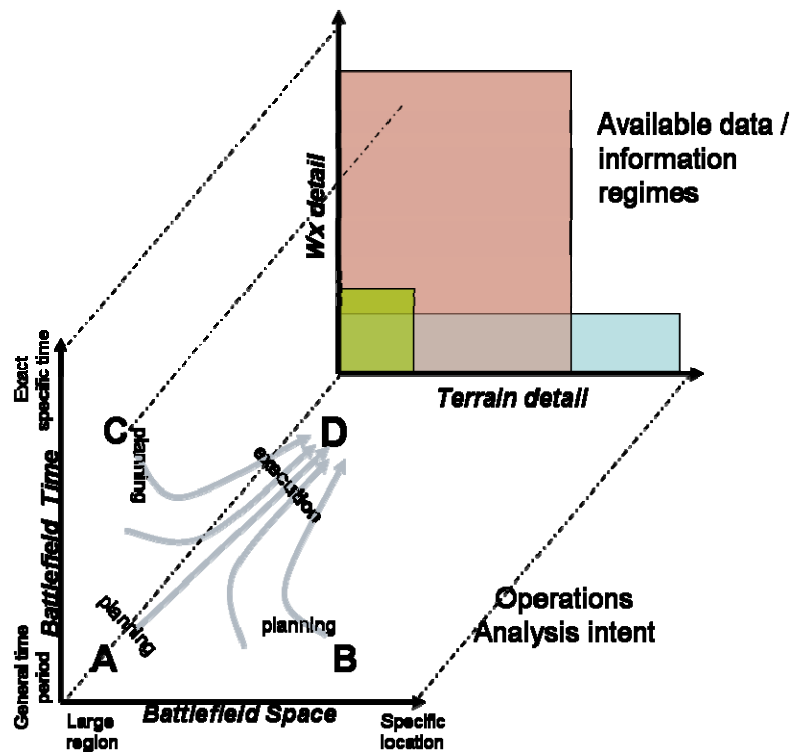 Available data /
information
regimes
Wx detail
Terrain detail
Exact
specific time
C
planning
D
execution
Battlefield Time
planning
Operations
Analysis intent
planning
A
B
General time
period
Battlefield Space
Large
region
Specific
location